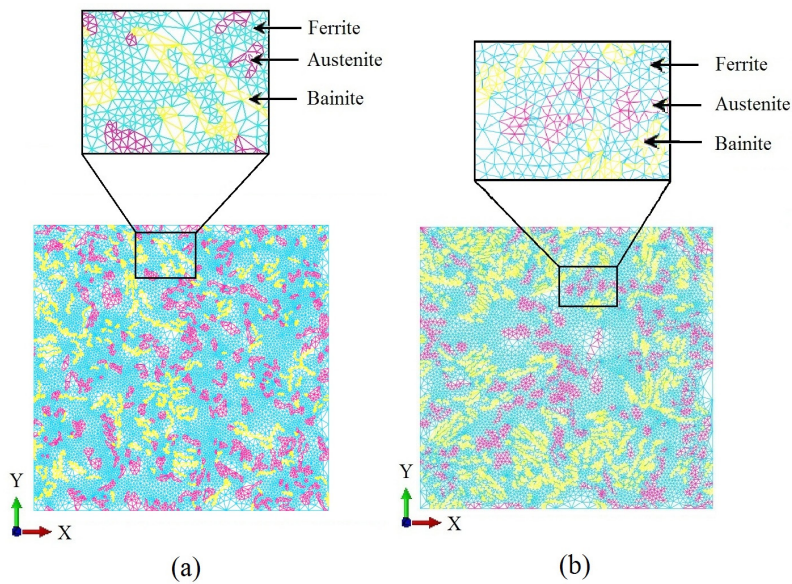 Ferrite
Austenite
Bainite
Ferrite
Austenite
Bainite
Y
X
Y
X
(a)
(b)